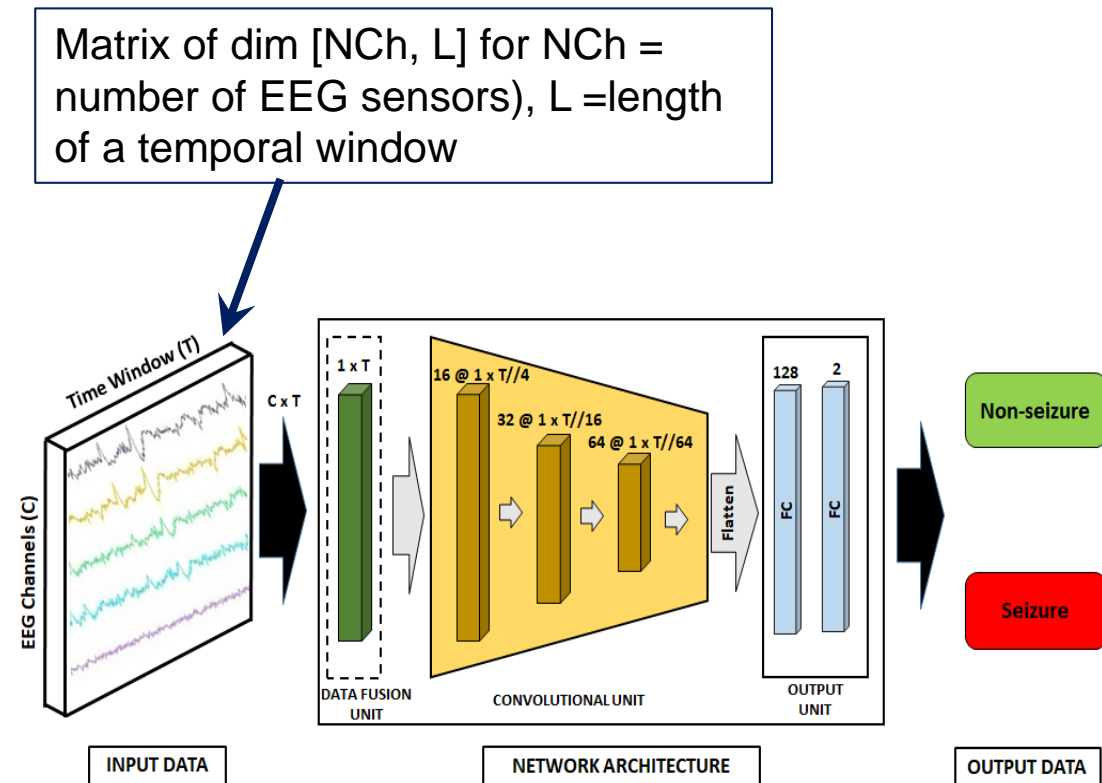 Matrix of dim [NCh, L] for NCh =
number of EEG sensors), L =length
of a temporal window
Time Window (T)
EEG Channels (C)
C x T
1 x T
16 @ 1 x T//4
32 @ 1 x T//16
64 @ 1 x T//64
Flatten
128
2
FC
FC
Non-seizure
Seizure
DATA FUSION
UNIT
CONVOLUTIONAL UNIT
OUTPUT
UNIT
INPUT DATA
NETWORK ARCHITECTURE
OUTPUT DATA